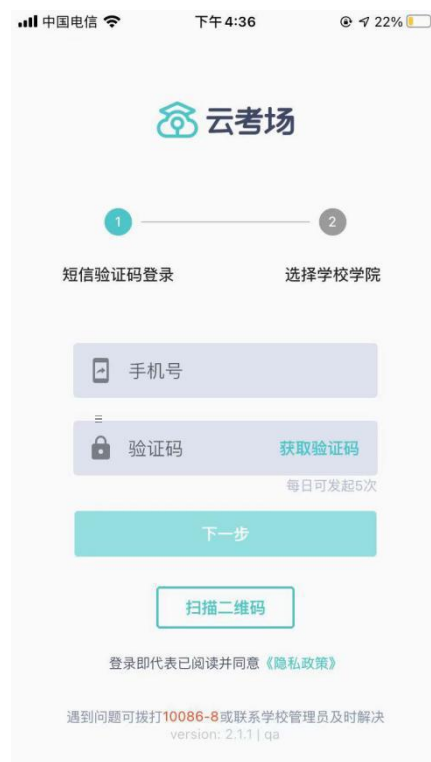 中国电信 下午4:36 22%
云考场
1 2
短信验证码登录 选择学校学院
手机号
验证码 获取验证码
每日可发起5次
下一步
扫描二维码
登录即代表已阅读并同意《隐私政策》
遇到问题可拨打10086-8或联系学校管理员及时解决
version: 2.1.1 | qa